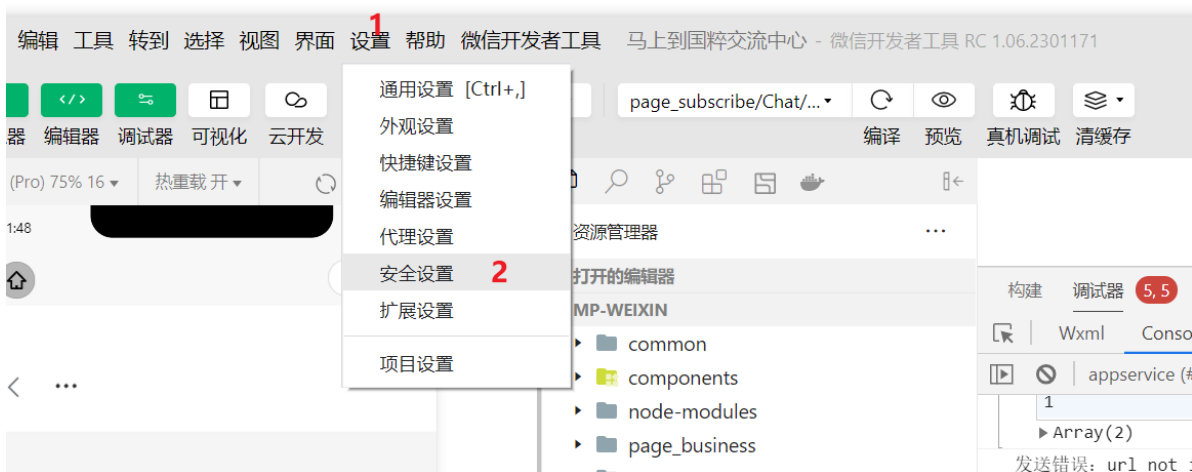 1
编辑 工具 转到 选择 视图 界面 设置 帮助 微信开发者工具 马上到国粹交流中心 - 微信开发者工具 RC 1.06.2301171
通用设置 [Ctrl+,]
外观设置
快捷键设置
编辑器设置
代理设置
安全设置 2
扩展设置
项目设置
page_subscribe/Chat/...
器 编辑器 调试器 可视化 云开发 编译 预览 真机调试 清缓存
(Pro) 75% 16 热重载 开
1:48
资源管理器
打开的编辑器
MP-WEIXIN
common
components
node-modules
page_business
构建 调试器 5, 5
Wxml Conso
appservice (#
1
Array(2)
发送错误: url not